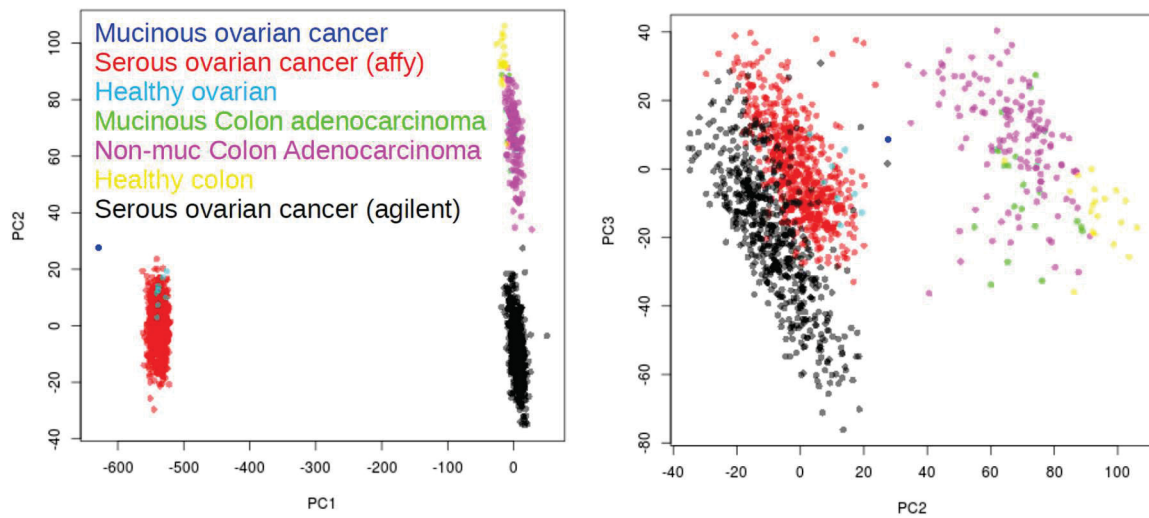 Mucinous ovarian cancer
Serous ovarian cancer (affy)
Healthy ovarian
Mucinous Colon adenocarcinoma
Non-muc Colon Adenocarcinoma
Healthy colon
Serous ovarian cancer (agilent)
PC2
100
80
60
40
20
0
-20
-40
-600 -500 -400 -300 -200 -100 0
PC1
PC3
40
20
0
-20
-40
-60
-80
-40 -20 0 20 40 60 80 100
PC2